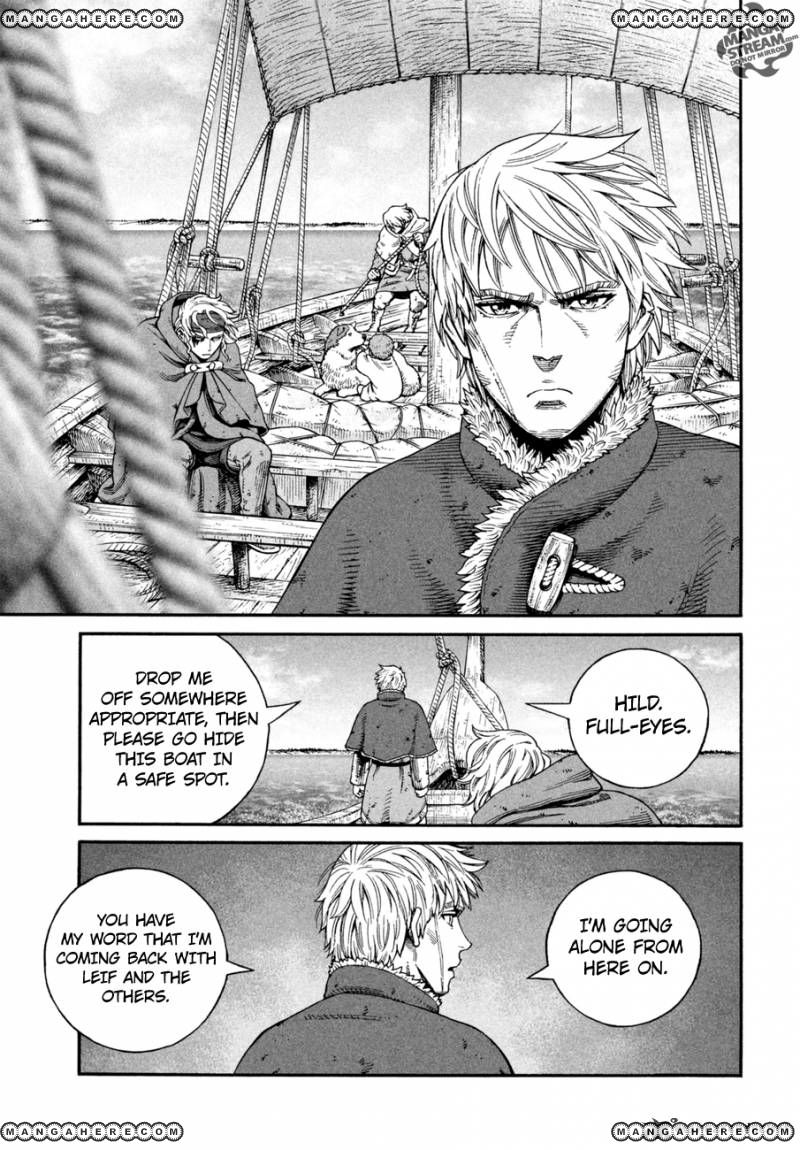 MANGAHERE.COM
MANGAHERE.COM
MANGA
STREAM.com
DO NOT MIRROR
HILD.
FULL-EYES.
DROP ME
OFF SOMEWHERE
APPROPRIATE, THEN
PLEASE GO HIDE
THIS BOAT IN
A SAFE SPOT.
I'M GOING
ALONE FROM
HERE ON.
YOU HAVE
MY WORD THAT I'M
COMING BACK WITH
LEIF AND THE
OTHERS.
MANGAHERE.COM
MANGAHERE.COM